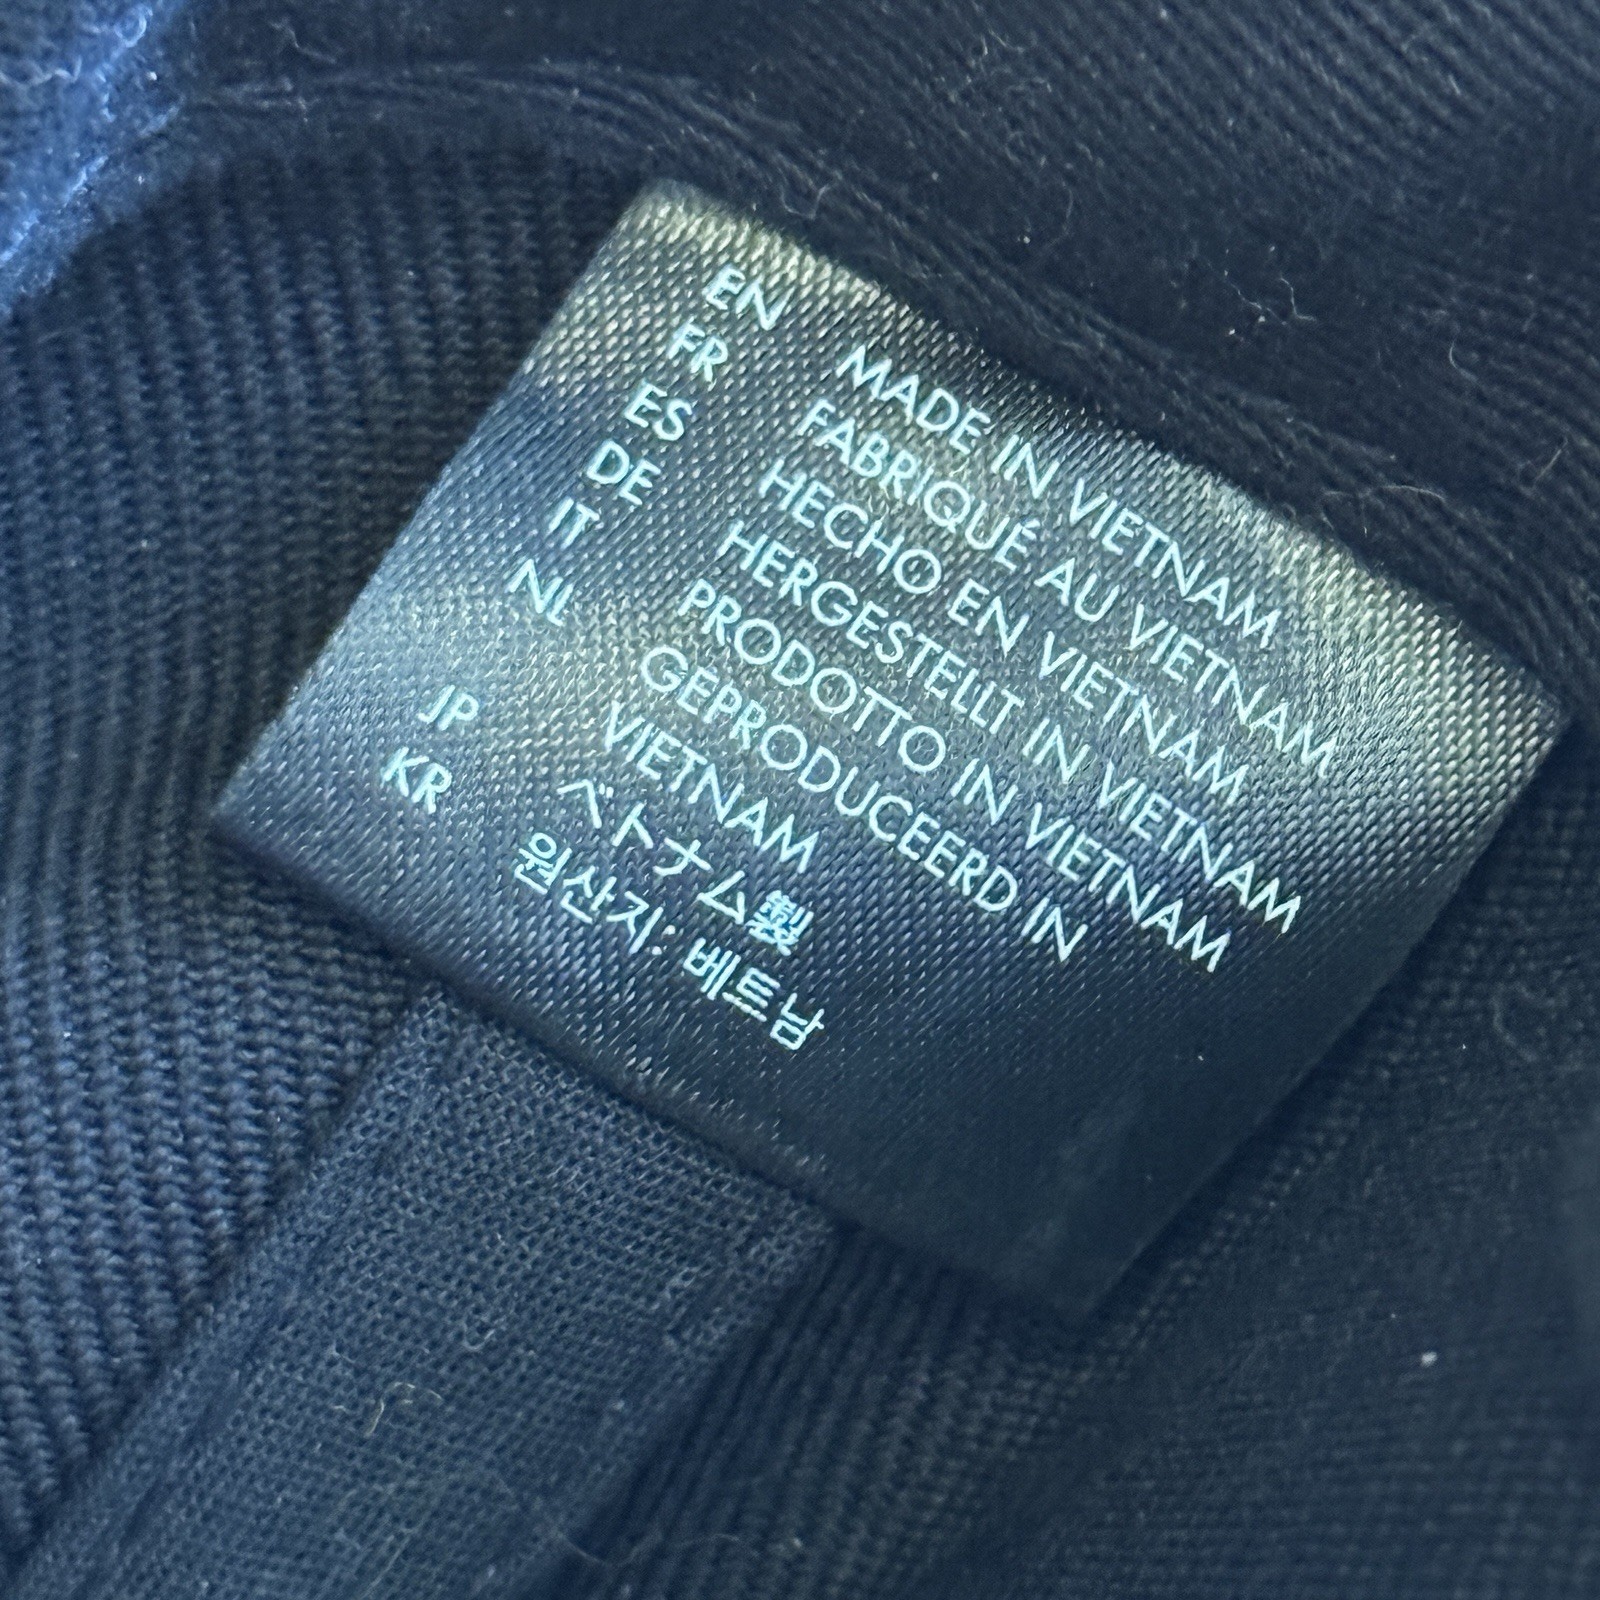 EN MADE IN VIETNAM
FR FABRIQUÉ AU VIETNAM
ES HECHO EN VIETNAM
DE HERGESTELLT IN VIETNAM
IT PRODOTTO IN VIETNAM
NL GEPRODUCEERD IN
VIETNAM
JP ベトナム製
KR 원산지: 베트남